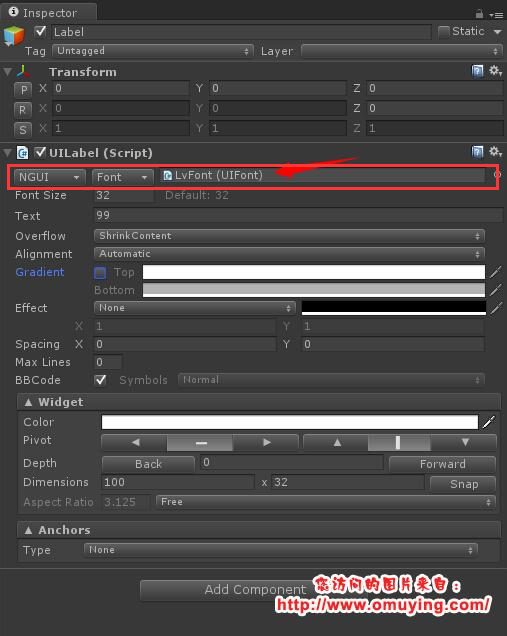 Inspector
Label
Static
Tag Untagged Layer
Transform
P X 0 Y 0 Z 0
R X 0 Y 0 Z 0
S X 1 Y 1 Z 1
UILabel (Script)
NGUI Font LvFont (UIFont)
Font Size 32 Default: 32
Text 99
Overflow ShrinkContent
Alignment Automatic
Gradient Top
Bottom
Effect None
X 1 Y 1
Spacing X 0 Y 0
Max Lines 0
BBCode Symbols Normal
Widget
Color
Pivot
Depth Back 0 Forward
Dimensions 100 x 32 Snap
Aspect Ratio 3.125 Free
Anchors
Type None
Add Component
您访问的图片来自：
http://www.omuying.com/